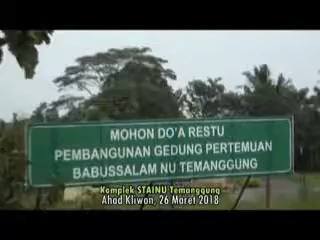 MOHON DO'A RESTU
PEMBANGUNAN GEDUNG PERTEMUAN
BABUSSALAM NU TEMANGGUNG
Komplek STAINU Temanggung
Ahad Kliwon, 26 Maret 2018